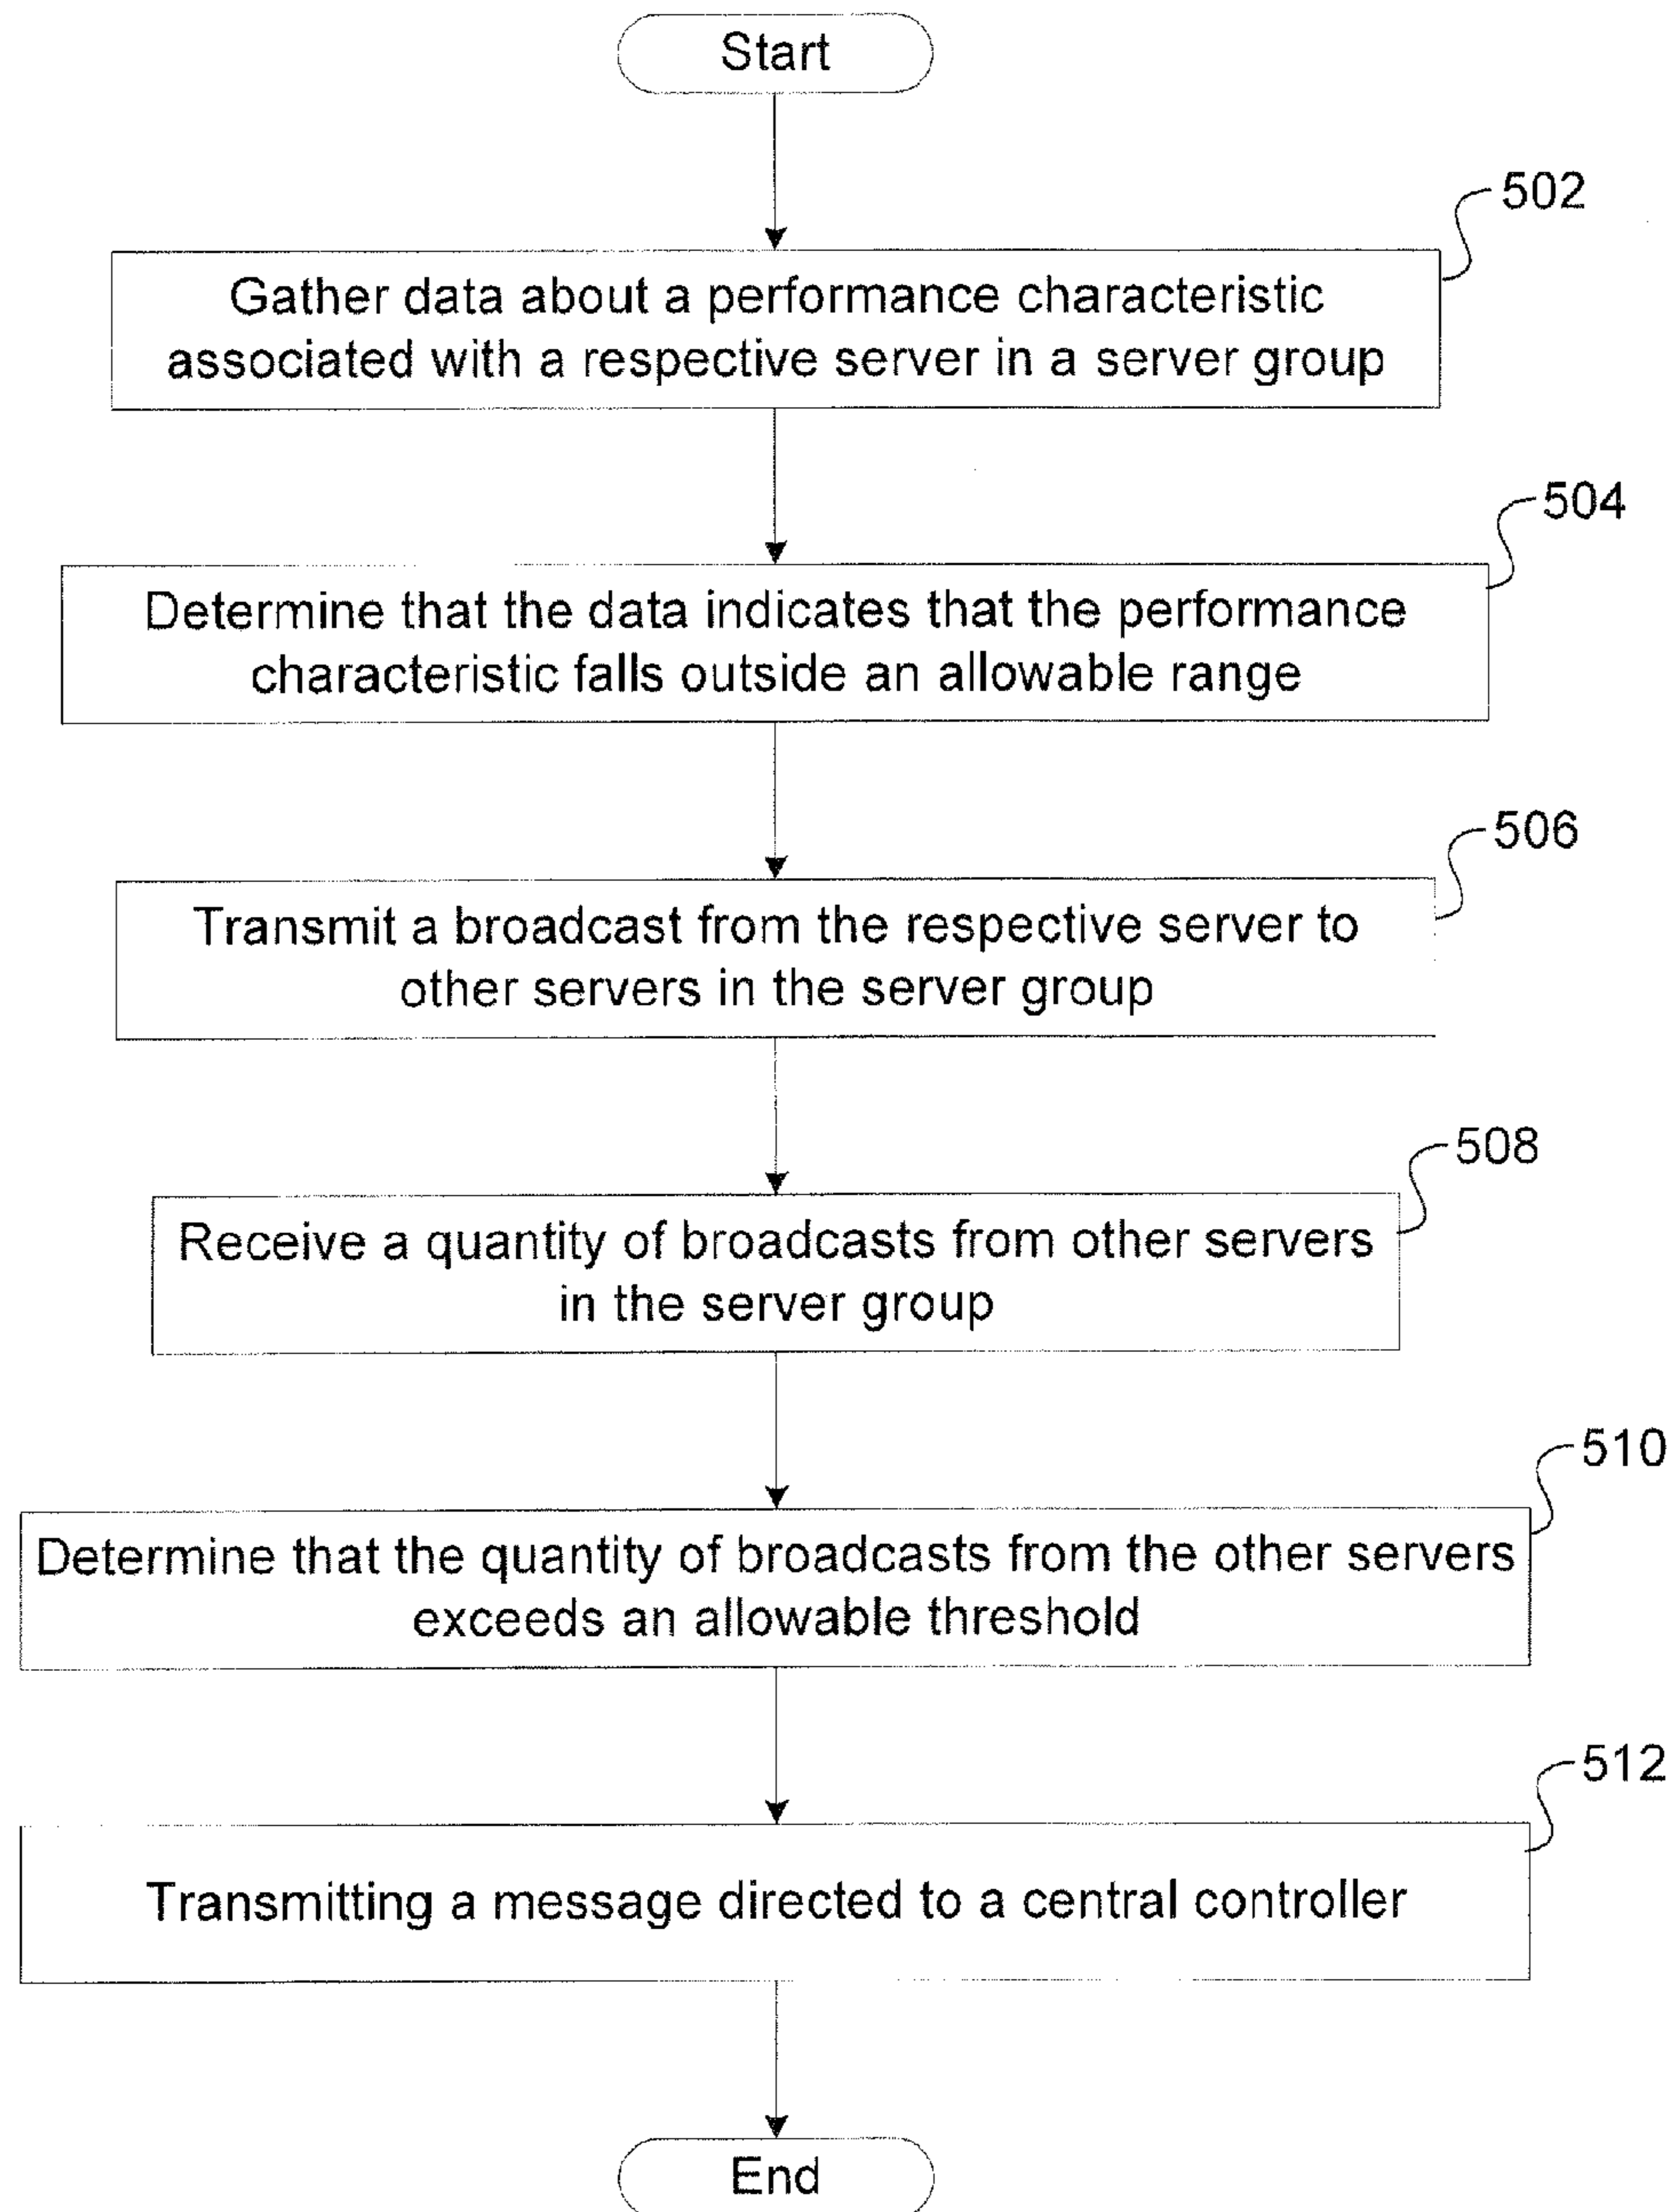 Start
502
Gather data about a performance characteristic
associated with a respective server in a server group
504
Determine that the data indicates that the performance
characteristic falls outside an allowable range
506
Transmit a broadcast from the respective server to
other servers in the server group
508
Receive a quantity of broadcasts from other servers
in the server group
510
Determine that the quantity of broadcasts from the other servers
exceeds an allowable threshold
512
Transmitting a message directed to a central controller
End